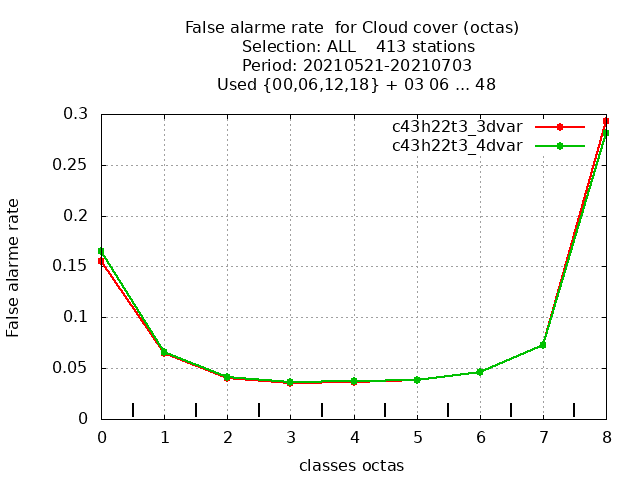 False alarme rate  for Cloud cover (octas)
Selection: ALL    413 stations
Period: 20210521-20210703
Used {00,06,12,18} + 03 06 ... 48
c43h22t3_3dvar
c43h22t3_4dvar
False alarme rate
0.3
0.25
0.2
0.15
0.1
0.05
0
0 1 2 3 4 5 6 7 8
classes octas